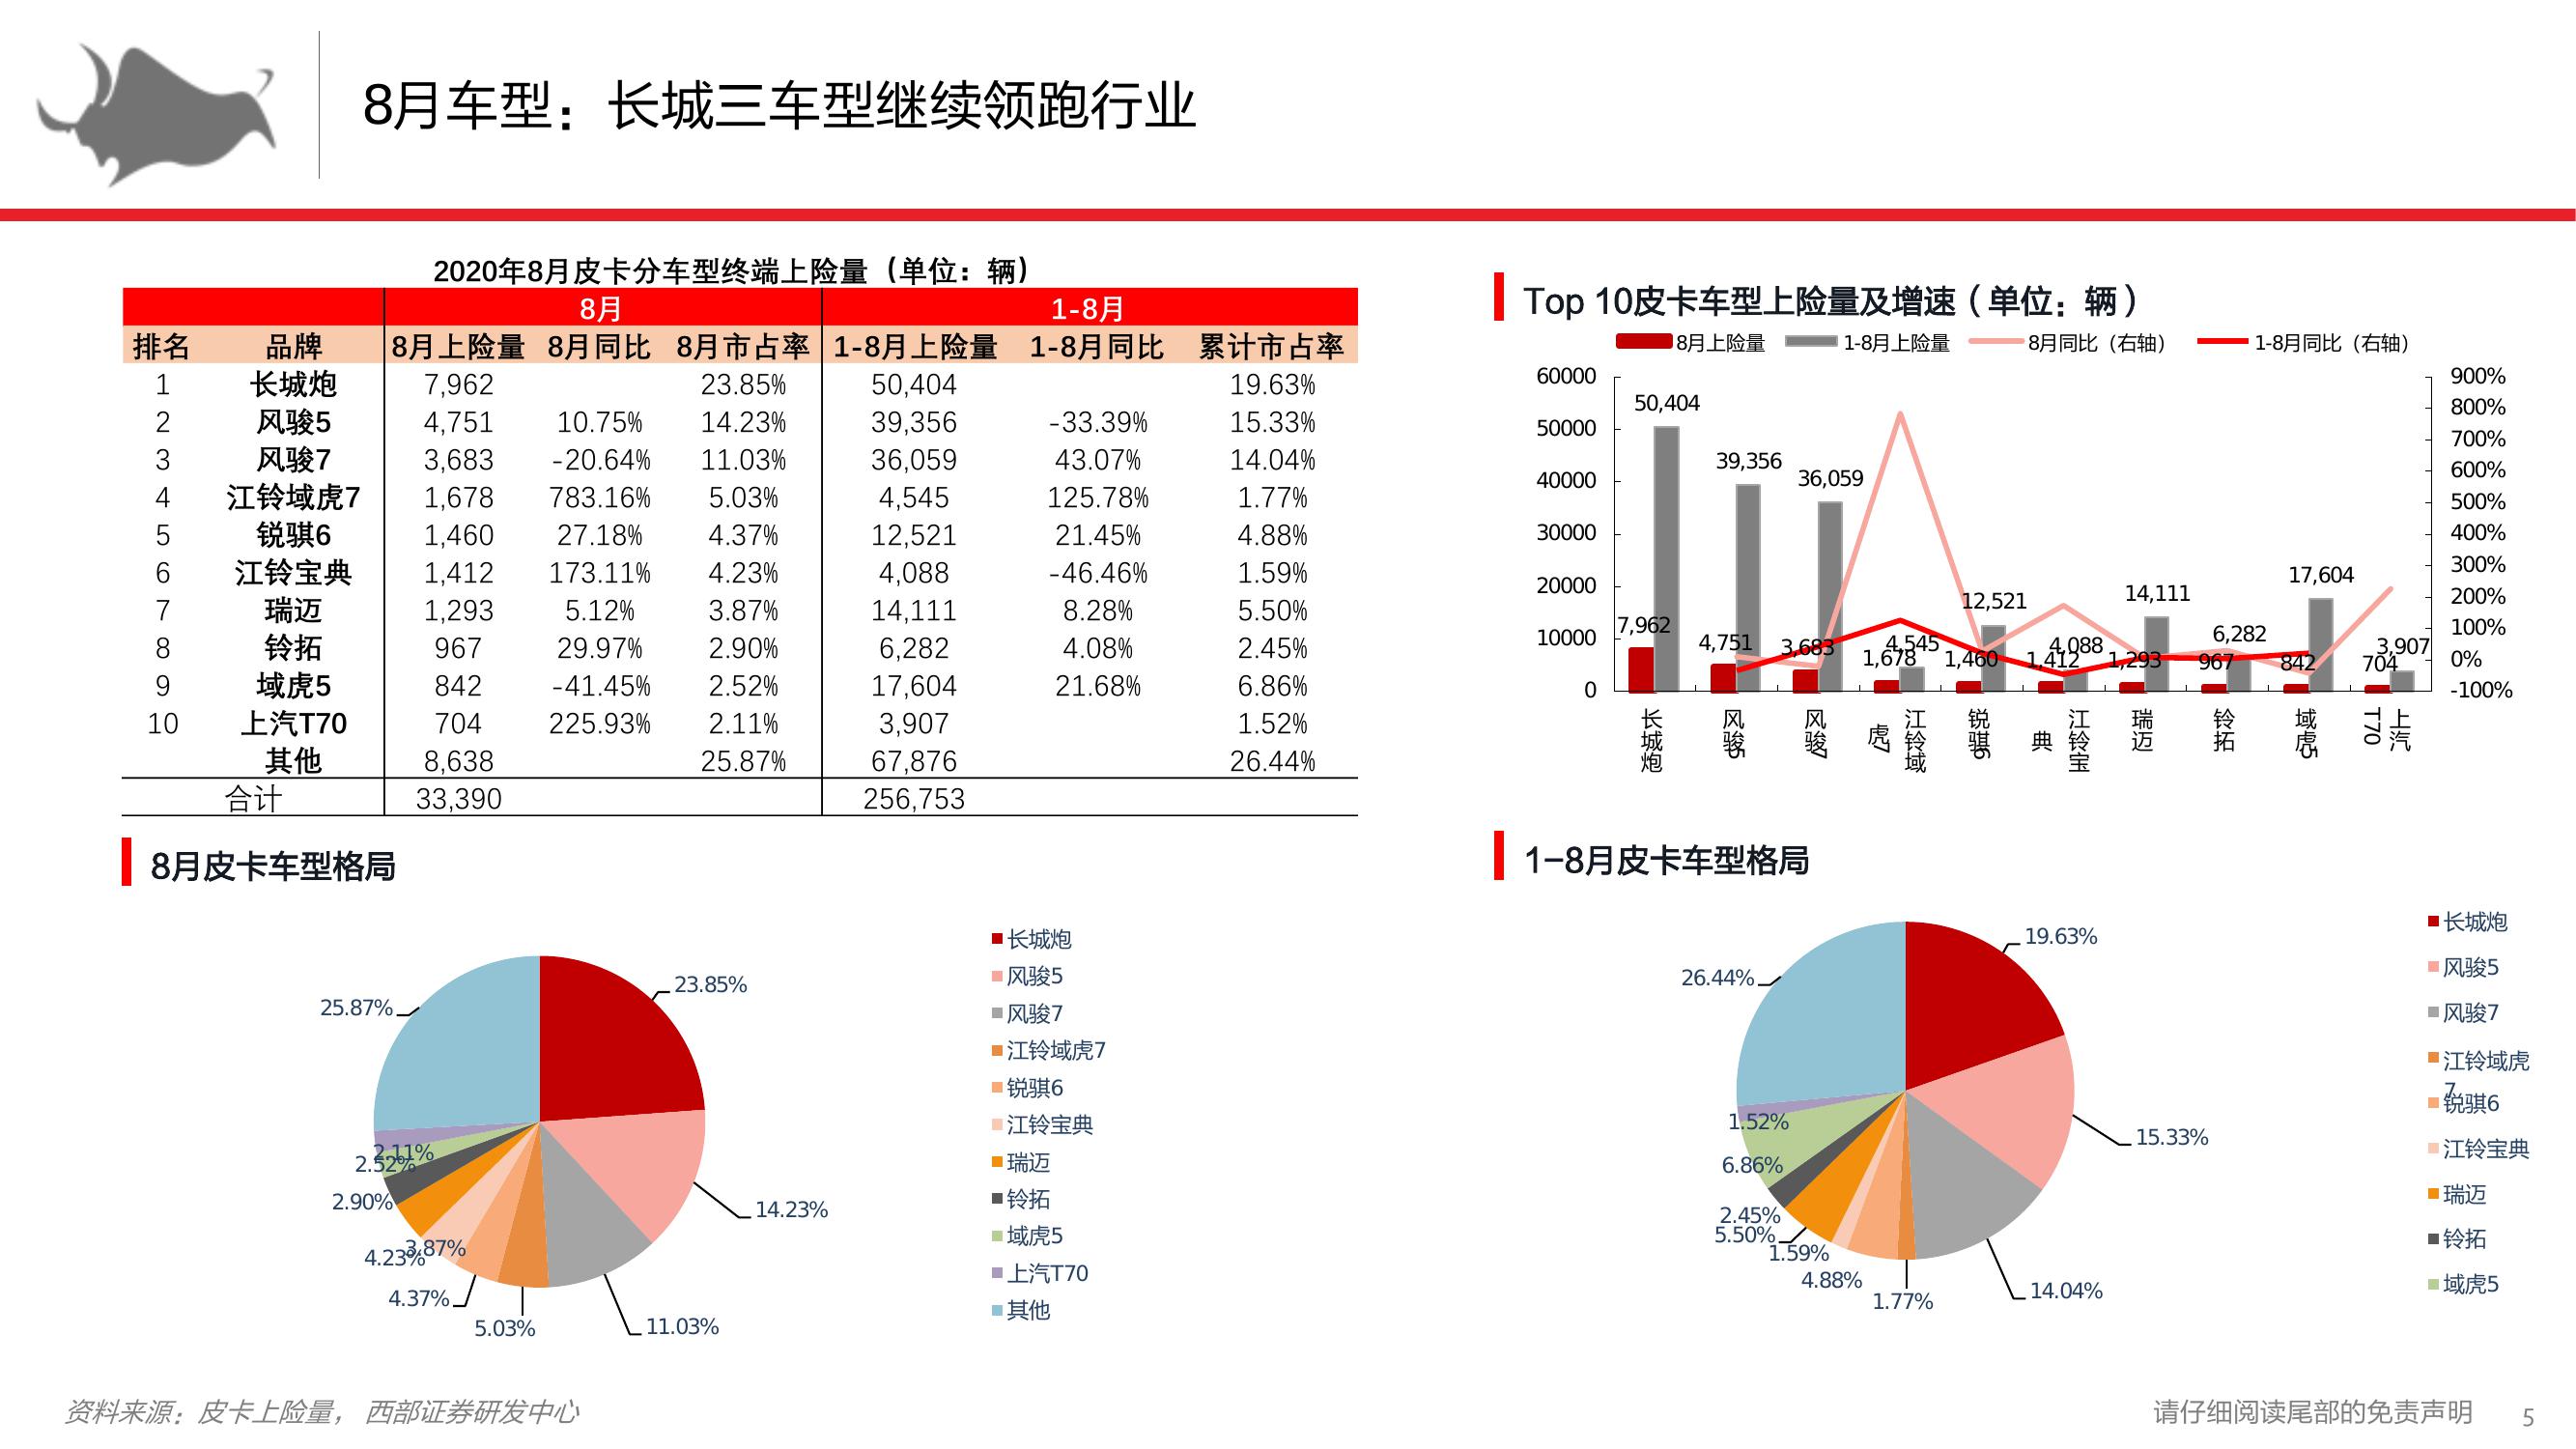 8月车型：长城三车型继续领跑行业
2020年8月皮卡分车型终端上险量（单位：辆）
8月 1-8月
排名 品牌 8月上险量 8月同比 8月市占率 1-8月上险量 1-8月同比 累计市占率
1 长城炮 7,962 23.85% 50,404 19.63%
2 风骏5 4,751 10.75% 14.23% 39,356 -33.39% 15.33%
3 风骏7 3,683 -20.64% 11.03% 36,059 43.07% 14.04%
4 江铃域虎7 1,678 783.16% 5.03% 4,545 125.78% 1.77%
5 锐骐6 1,460 27.18% 4.37% 12,521 21.45% 4.88%
6 江铃宝典 1,412 173.11% 4.23% 4,088 -46.46% 1.59%
7 瑞迈 1,293 5.12% 3.87% 14,111 8.28% 5.50%
8 铃拓 967 29.97% 2.90% 6,282 4.08% 2.45%
9 域虎5 842 -41.45% 2.52% 17,604 21.68% 6.86%
10 上汽T70 704 225.93% 2.11% 3,907 1.52%
其他 8,638 25.87% 67,876 26.44%
合计 33,390 256,753
Top 10皮卡车型上险量及增速（单位：辆）
8月上险量 1-8月上险量 8月同比（右轴） 1-8月同比（右轴）
60000
50000
40000
30000
20000
10000
0
900%
800%
700%
600%
500%
400%
300%
200%
100%
0%
-100%
50,404
39,356
36,059
4,545
12,521
4,088
14,111
6,282
17,604
3,907
7,962
4,751
3,683
1,678
1,460
1,412
1,293
967
842
704
长城炮
风骏5
风骏7
江铃域
虎7
锐骐6
江铃宝
典
瑞迈
铃拓
域虎5
上汽
T70
8月皮卡车型格局
23.85%
14.23%
11.03%
5.03%
4.37%
4.23%
3.87%
2.90%
2.52%
2.11%
25.87%
长城炮
风骏5
风骏7
江铃域虎7
锐骐6
江铃宝典
瑞迈
铃拓
域虎5
上汽T70
其他
1-8月皮卡车型格局
19.63%
15.33%
14.04%
1.77%
4.88%
1.59%
5.50%
2.45%
6.86%
1.52%
26.44%
长城炮
风骏5
风骏7
江铃域虎
7
锐骐6
江铃宝典
瑞迈
铃拓
域虎5
资料来源：皮卡上险量， 西部证券研发中心
请仔细阅读尾部的免责声明 5